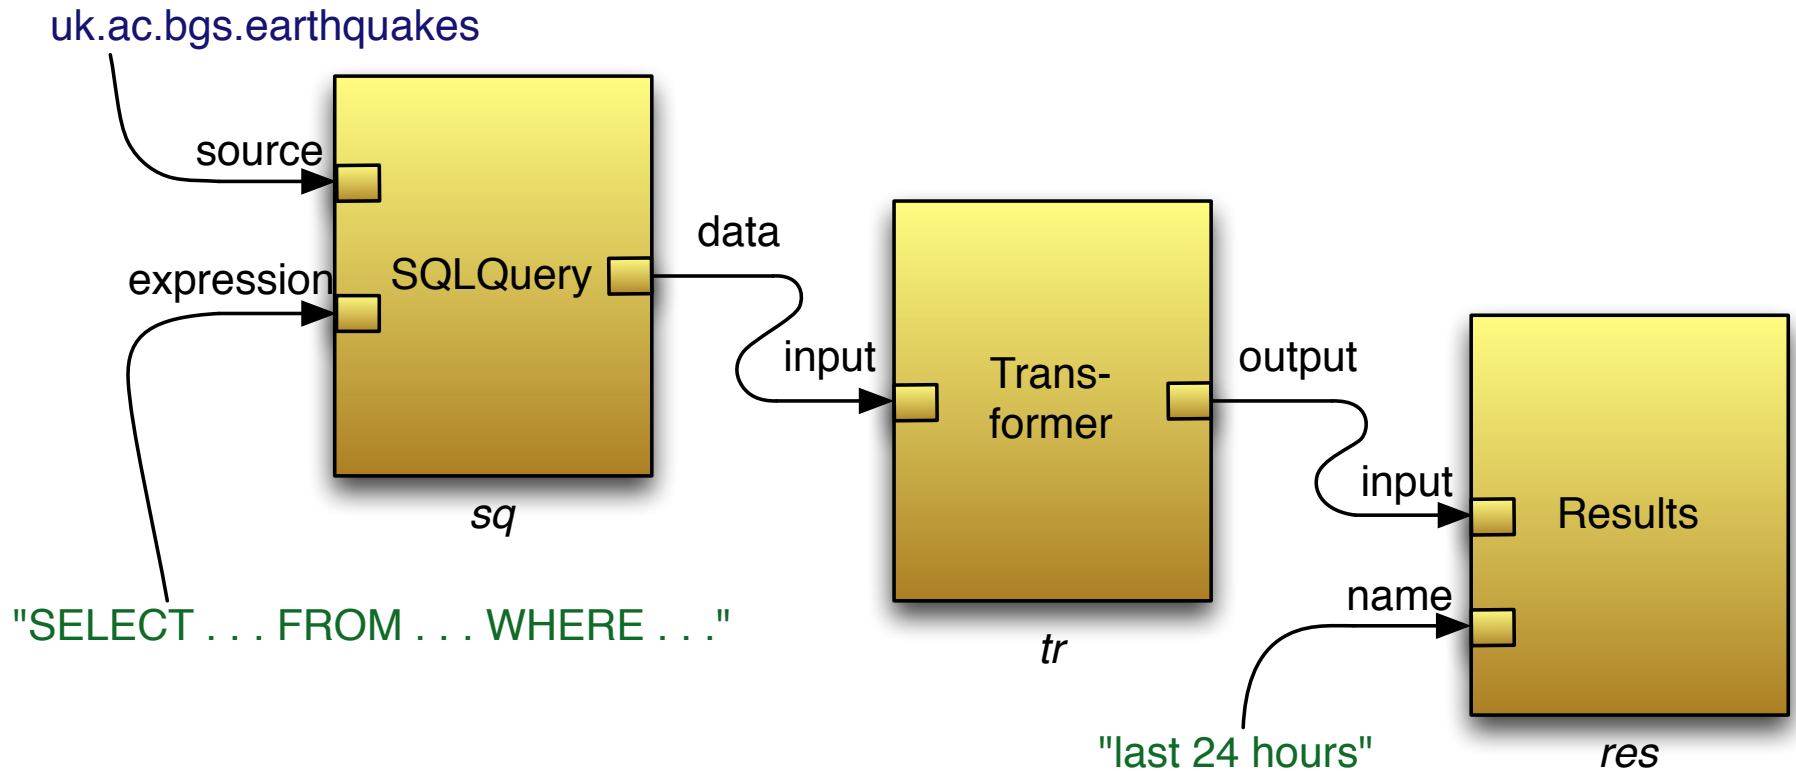 uk.ac.bgs.earthquakes
source
expression
SQLQuery
data
sq
"SELECT . . . FROM . . . WHERE . . ."
input
Trans-
former
output
tr
input
Results
name
"last 24 hours"
res